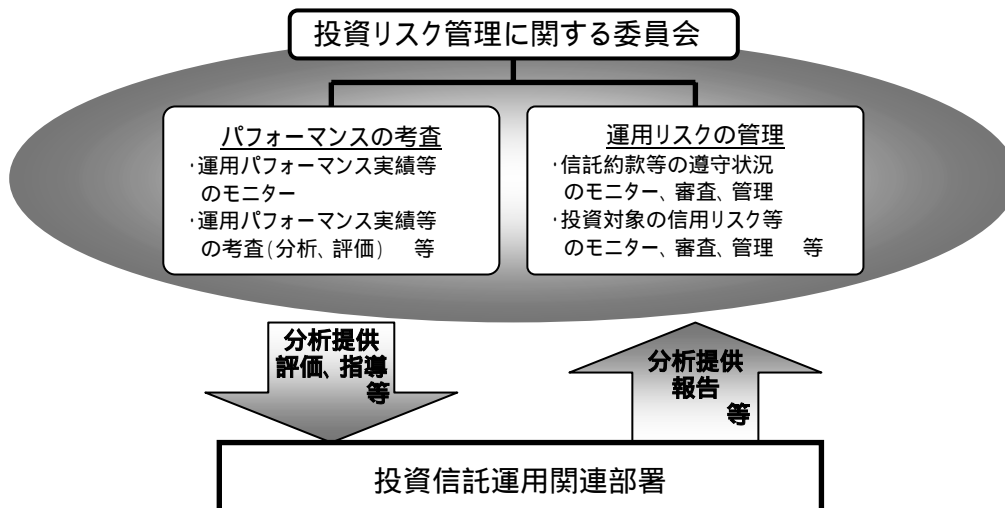 投資リスク管理に関する委員会
パフォーマンスの考査
・運用パフォーマンス実績等
のモニター
・運用パフォーマンス実績等
の考査(分析、評価) 等
運用リスクの管理
・信託約款等の遵守状況
のモニター、審査、管理
・投資対象の信用リスク等
のモニター、審査、管理 等
分析提供
評価、指導
等
分析提供
報告
等
投資信託運用関連部署